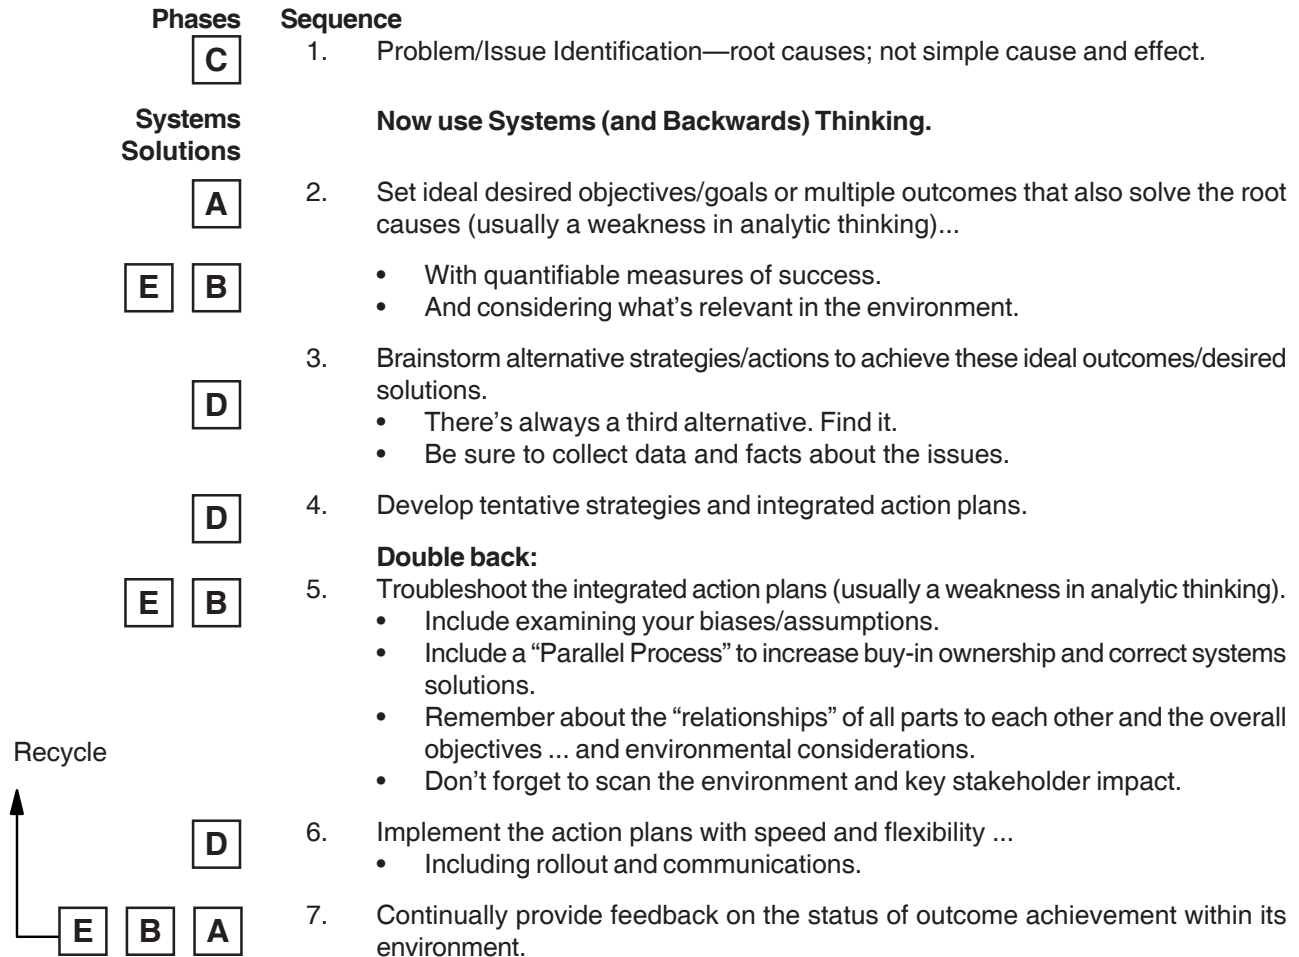 Phases Sequence
C 1. Problem/Issue Identification—root causes; not simple cause and effect.
Systems Now use Systems (and Backwards) Thinking.
Solutions
A 2. Set ideal desired objectives/goals or multiple outcomes that also solve the root
causes (usually a weakness in analytic thinking)...
E B • With quantifiable measures of success.
• And considering what's relevant in the environment.
3. Brainstorm alternative strategies/actions to achieve these ideal outcomes/desired
D solutions.
• There's always a third alternative. Find it.
• Be sure to collect data and facts about the issues.
D 4. Develop tentative strategies and integrated action plans.
Double back:
E B 5. Troubleshoot the integrated action plans (usually a weakness in analytic thinking).
• Include examining your biases/assumptions.
• Include a “Parallel Process” to increase buy-in ownership and correct systems
solutions.
• Remember about the “relationships” of all parts to each other and the overall
objectives ... and environmental considerations.
Recycle
• Don't forget to scan the environment and key stakeholder impact.
D 6. Implement the action plans with speed and flexibility ...
• Including rollout and communications.
E B A 7. Continually provide feedback on the status of outcome achievement within its
environment.